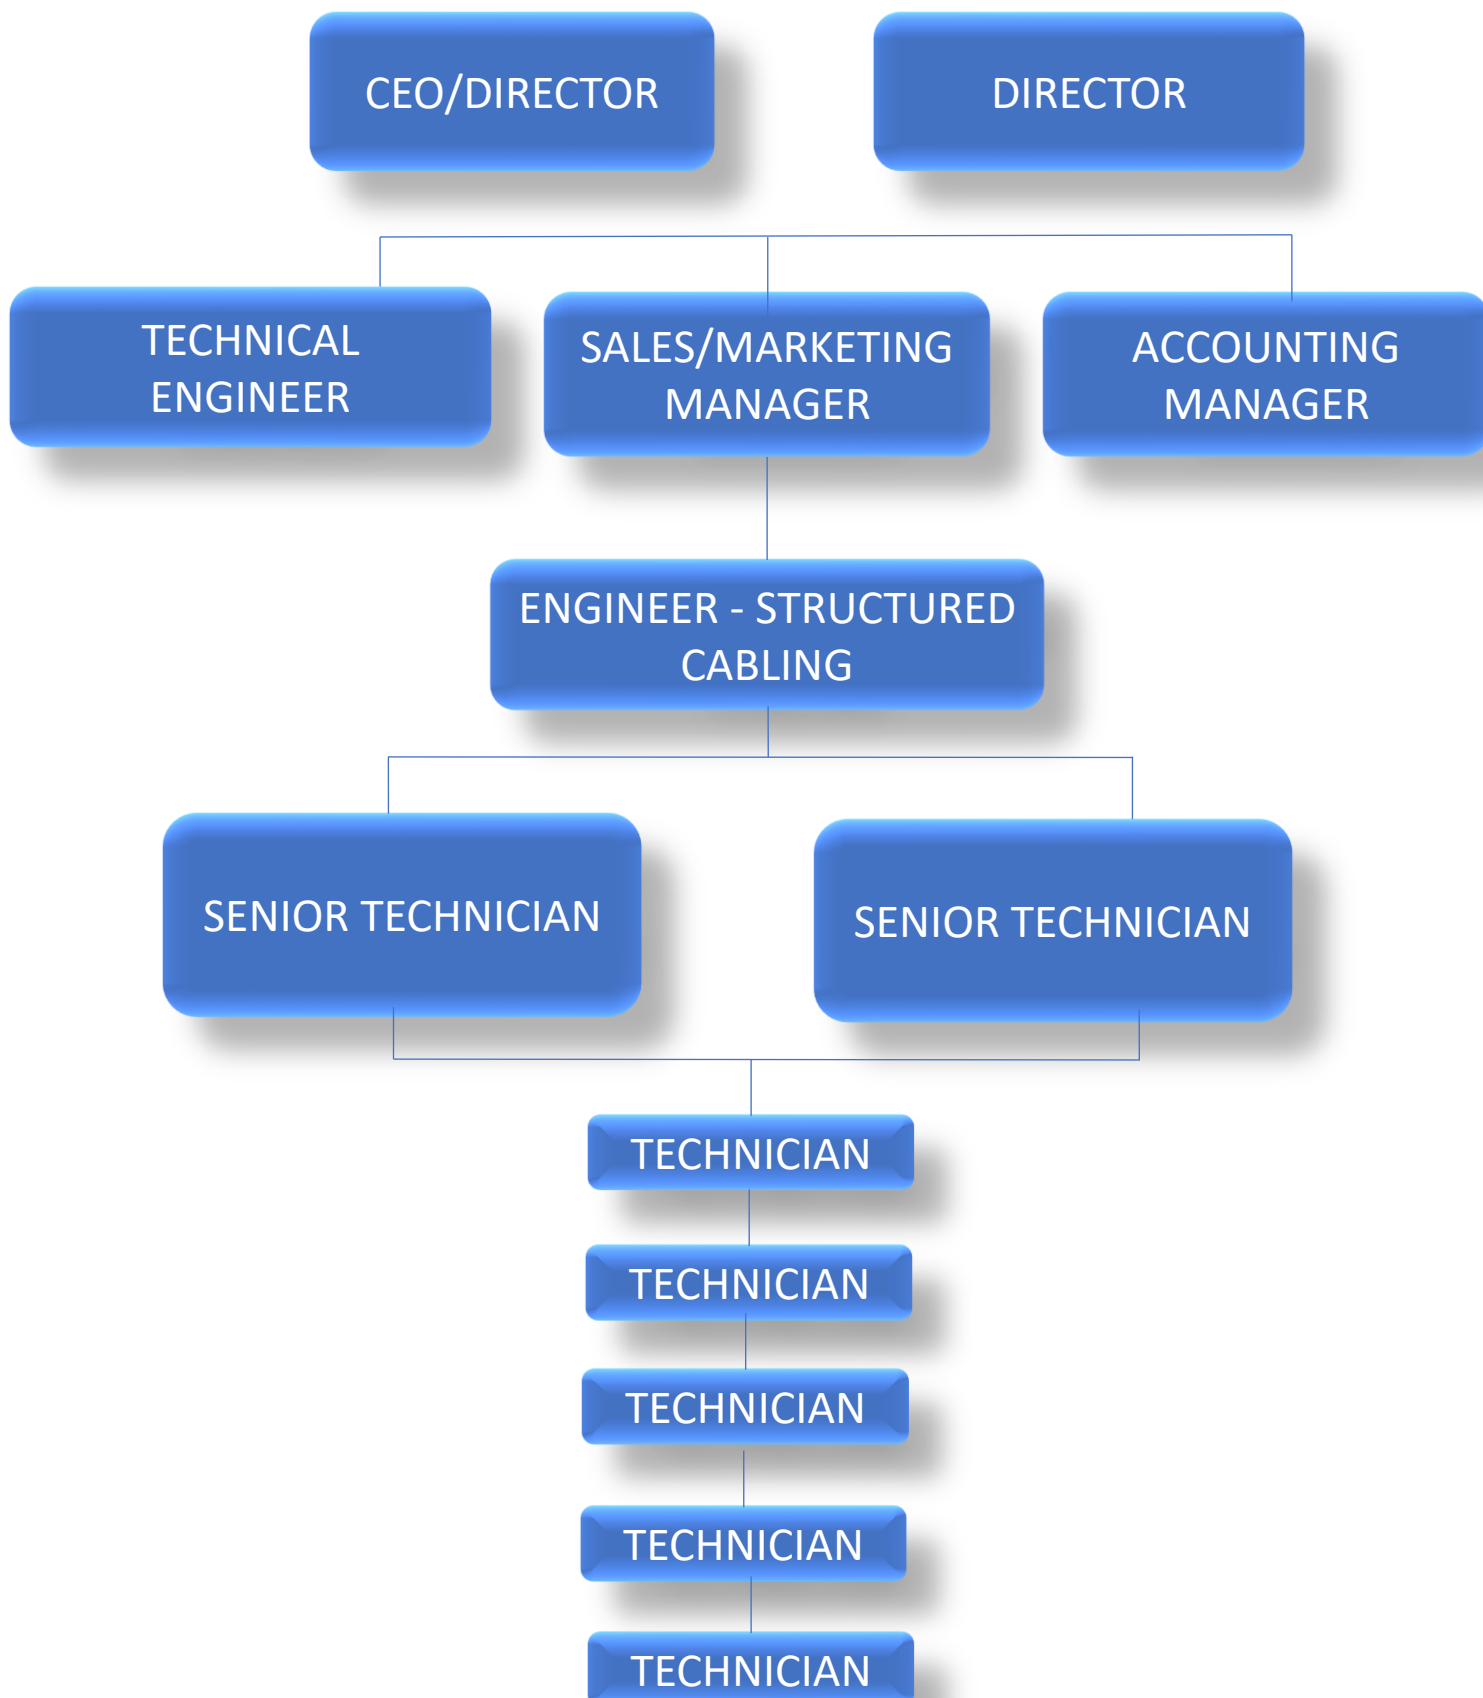 CEO/DIRECTOR
DIRECTOR
TECHNICAL
ENGINEER
SALES/MARKETING
MANAGER
ACCOUNTING
MANAGER
ENGINEER - STRUCTURED
CABLING
SENIOR TECHNICIAN
SENIOR TECHNICIAN
TECHNICIAN
TECHNICIAN
TECHNICIAN
TECHNICIAN
TECHNICIAN